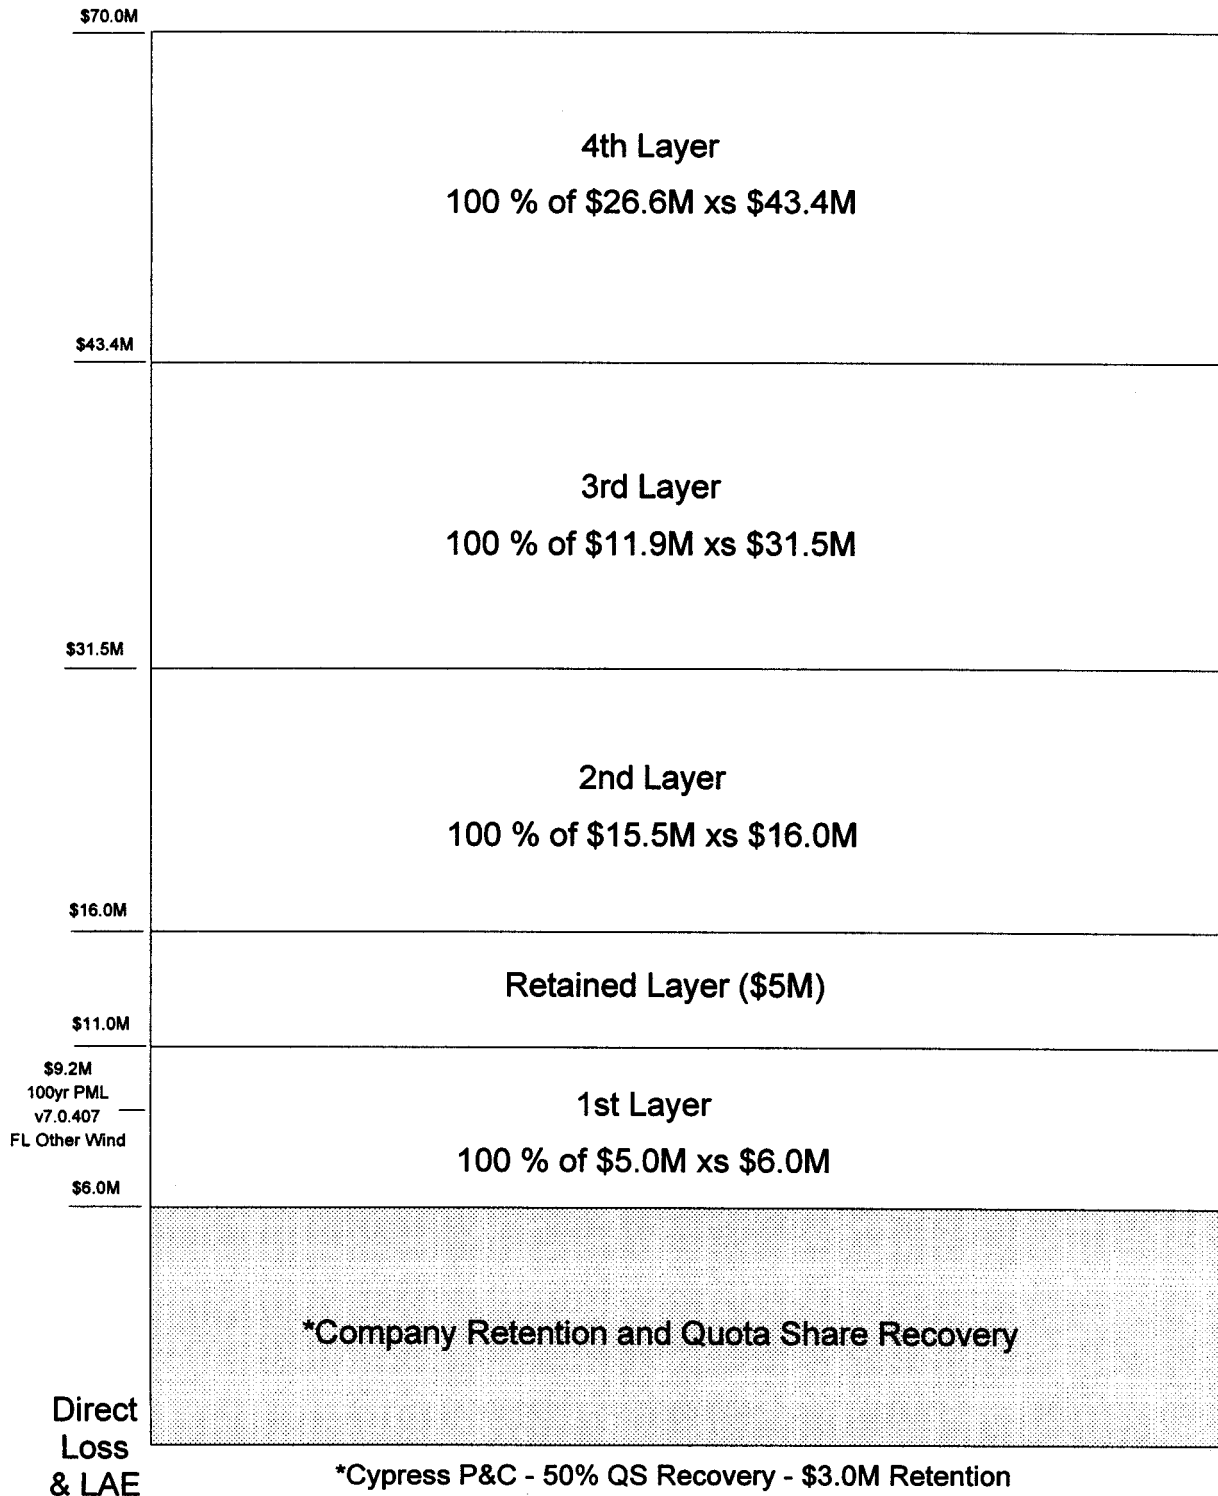 $70.0M
4th Layer
100 % of $26.6M xs $43.4M
$43.4M
3rd Layer
100 % of $11.9M xs $31.5M
$31.5M
2nd Layer
100 % of $15.5M xs $16.0M
$16.0M
Retained Layer ($5M)
$11.0M
$9.2M
100yr PML
v7.0.407
FL Other Wind
1st Layer
100 % of $5.0M xs $6.0M
$6.0M
*Company Retention and Quota Share Recovery
Direct
Loss
& LAE
*Cypress P&C - 50% QS Recovery - $3.0M Retention